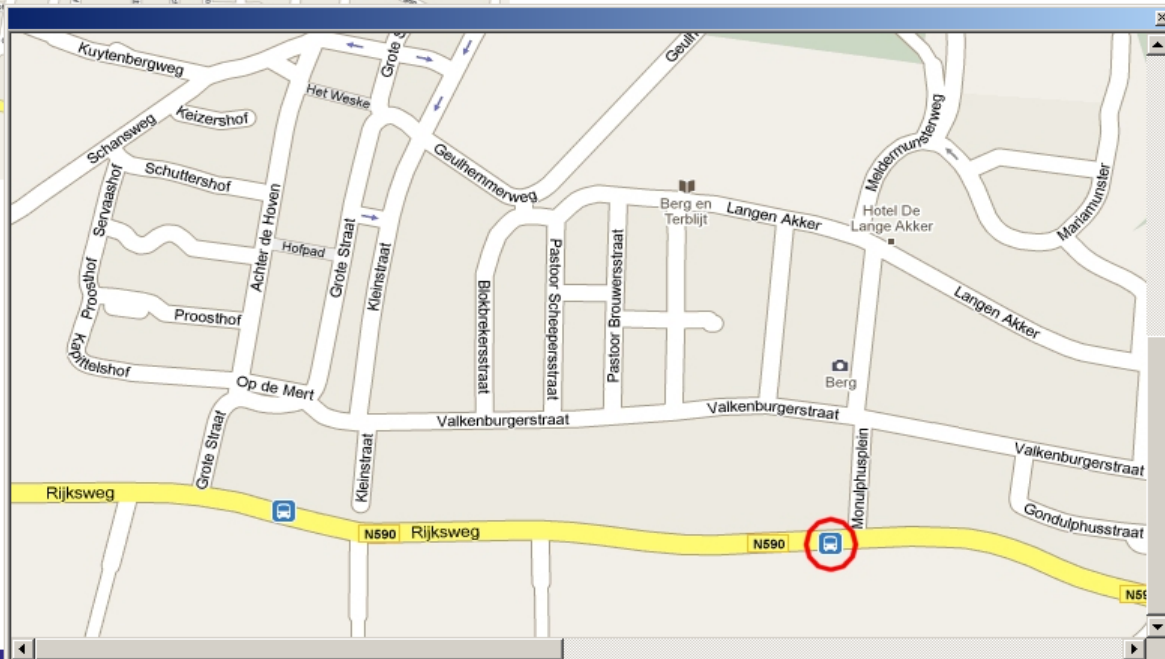 Kuytenbergweg
Grote S
Geulh
Het Weske
Keizershof
Schansweg
Schuttershof
Servaashof
Achter de Hoven
Hofpad
Grote Straat
Kleinstraat
Geulhemmerweg
Meldermunsterweg
Mariamunster
Berg en
Terblijt
Langen Akker
Hotel De
Lange Akker
Proosthof
Proosthof
Kapittelshof
Blokbrekersstraat
Pastoor Scheepersstraat
Pastoor Brouwersstraat
Langen Akker
Berg
Op de Mert
Valkenburgerstraat
Valkenburgerstraat
Valkenburgerstraat
Grote Straat
Kleinstraat
Monulphusplein
Gondulphusstraat
Rijksweg
N590
Rijksweg
N590
N59